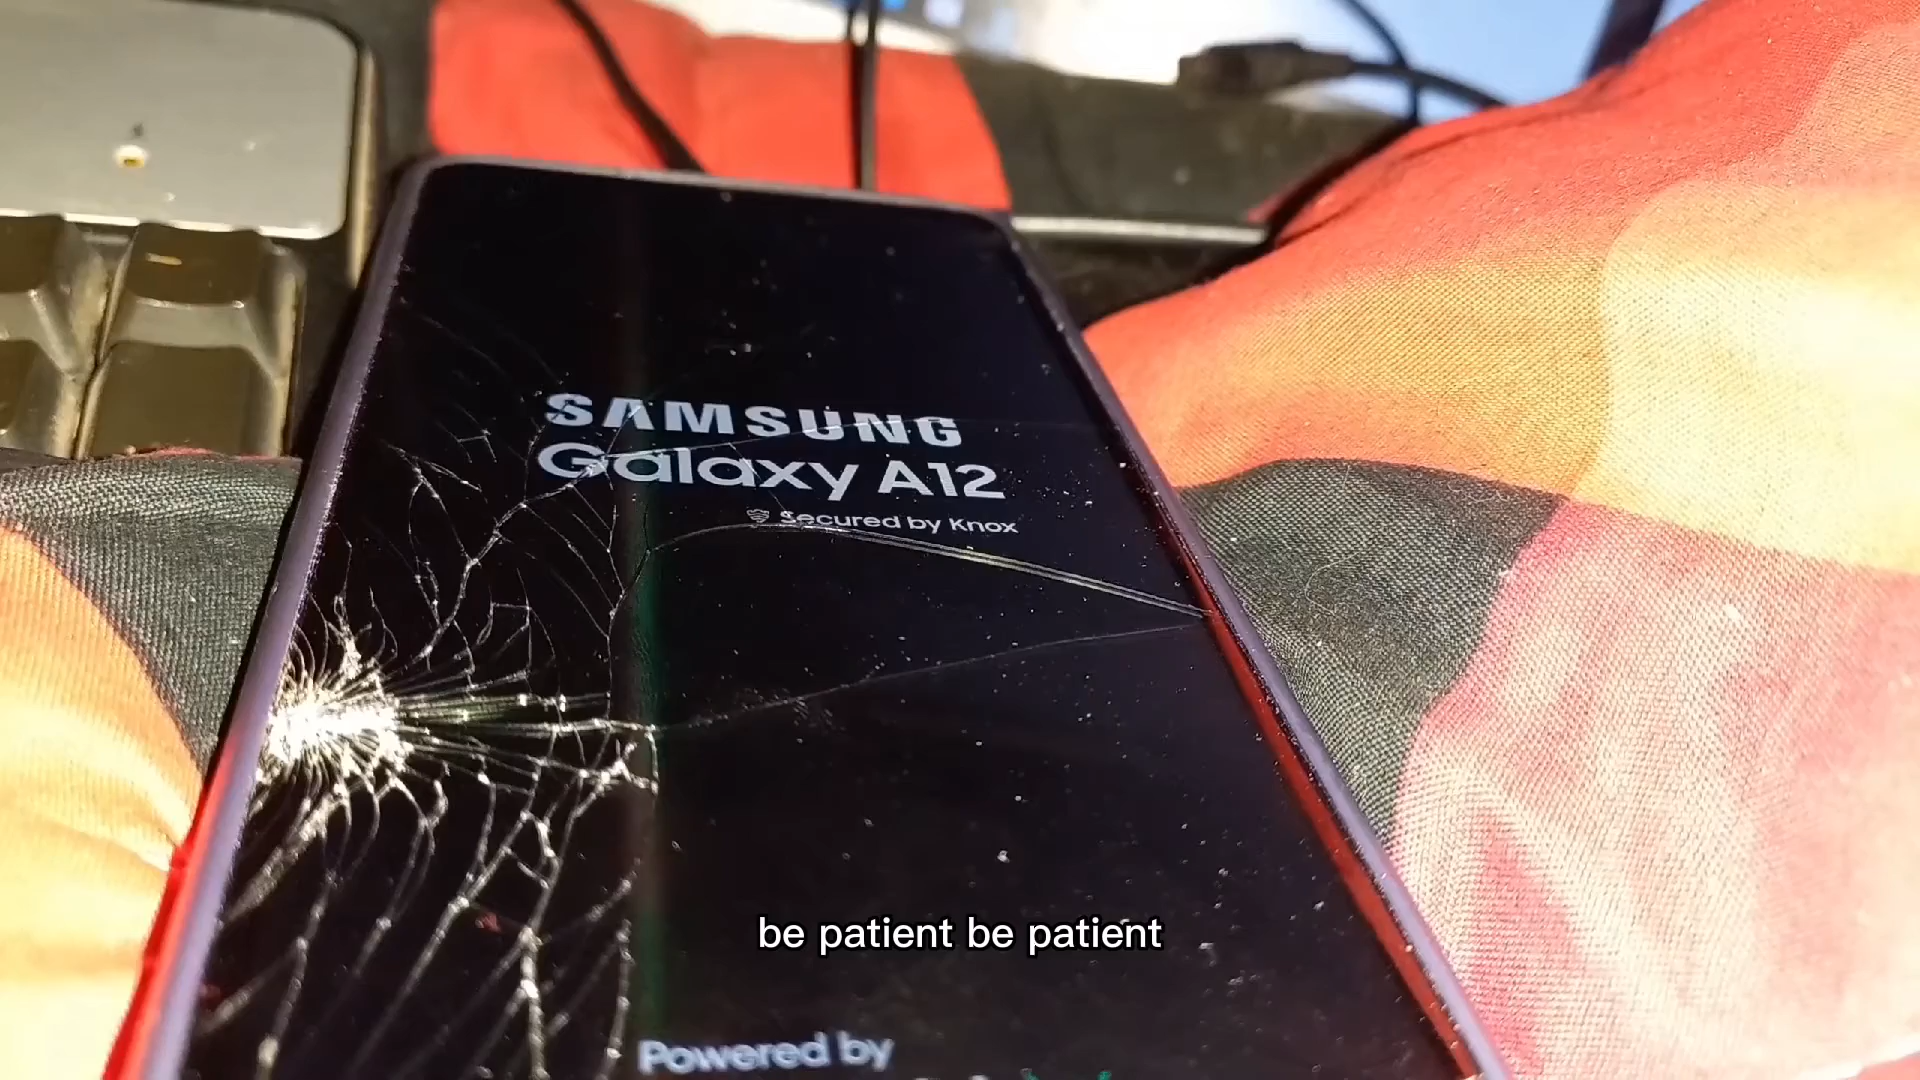 SAMSUNG
Galaxy A12
Secured by Knox
be patient be patient
Powered by